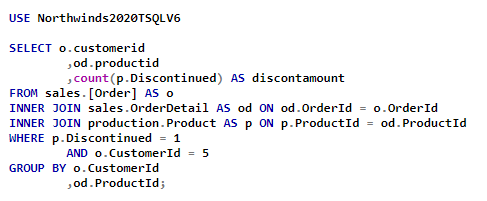 USE Northwinds2020TSQLV6
SELECT o.customerid
,od.productid
,count(p.Discontinued) AS discontamount
FROM sales.[Order] AS o
INNER JOIN sales.OrderDetail AS od ON od.OrderId = o.OrderId
INNER JOIN production.Product AS p ON p.ProductId = od.ProductId
WHERE p.Discontinued = 1
AND o.CustomerId = 5
GROUP BY o.CustomerId
,od.ProductId;